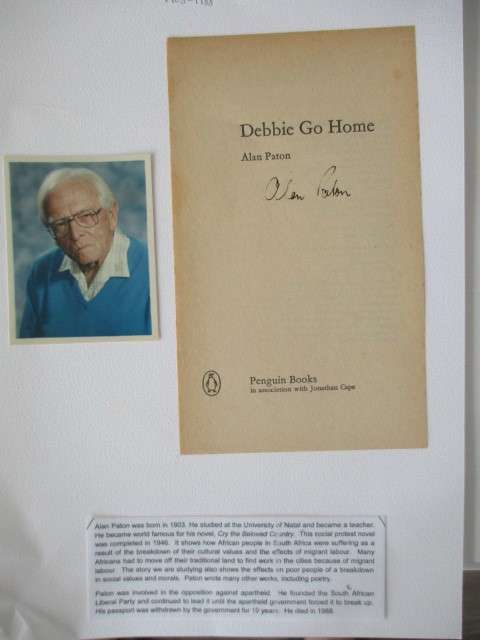 Debbie Go Home
Alan Paton
Alan Paton
Penguin Books
in association with Jonathan Cape
Alan Paton was born in 1903. He studied at the University of Natal and became a teacher.
He became world famous for his novel, Cry the Beloved Country. This social protest novel
was completed in 1946. It shows how African people in South Africa were suffering as a
result of the breakdown of their cultural values and the effects of migrant labour. Many
Africans had to move off their traditional land to find work in the cities because of migrant
labour. The story we are studying also shows the effects on poor people of a breakdown
in social values and morals. Paton wrote many other works, including poetry.
Paton was involved in the opposition against apartheid. He founded the South African
Liberal Party and continued to lead it until the apartheid government forced it to break up.
His passport was withdrawn by the government for 10 years. He died in 1988.